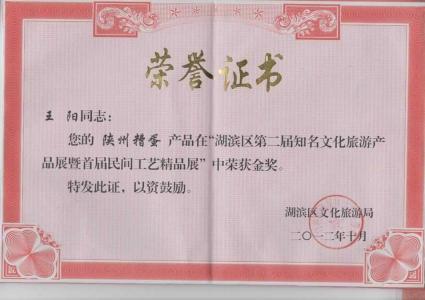 荣誉证书
王 阳同志：
您的 陕州糟蛋 产品在“湖滨区第二届知名文化旅游产
品展暨首届民间工艺精品展”中荣获金奖。
特发此证，以资鼓励。
湖滨区文化旅游局
二〇一二年十月